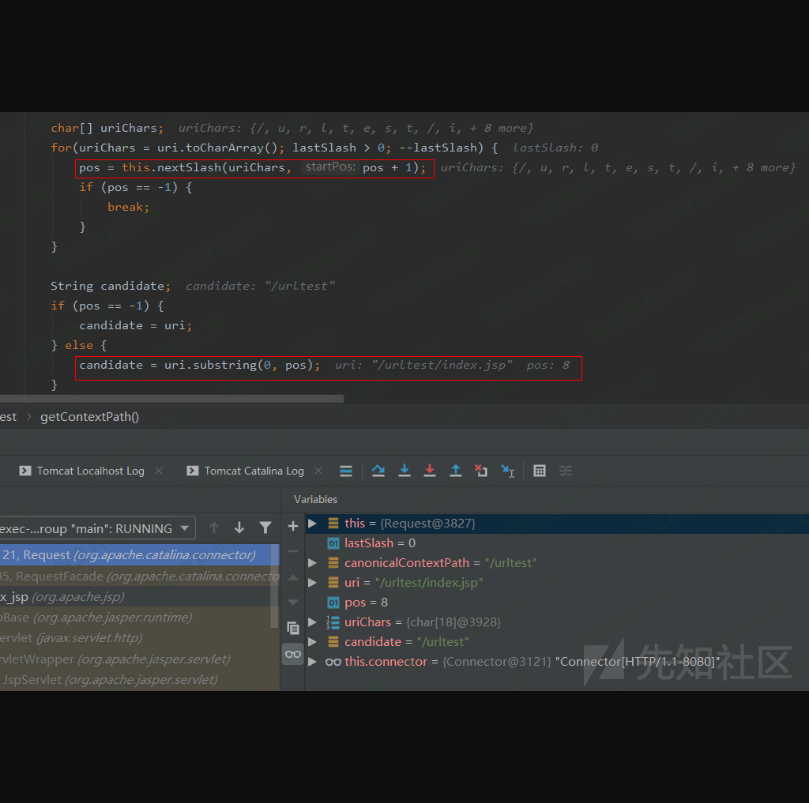 char[] uriChars;  uriChars: {/, u, r, l, t, e, s, t, /, i, + 8 more}
for(uriChars = uri.toCharArray(); lastSlash > 0; --lastSlash) {  lastSlash: 0
pos = this.nextSlash(uriChars,  startPos: pos + 1);  uriChars: {/, u, r, l, t, e, s, t, /, i, + 8 more}
if (pos == -1) {
break;
}
}
String candidate;  candidate: "/urltest"
if (pos == -1) {
candidate = uri;
} else {
candidate = uri.substring(0, pos);  uri: "/urltest/index.jsp"  pos: 8
}
est › getContextPath()
Tomcat Localhost Log × Tomcat Catalina Log ×
Variables
exec-...roup "main": RUNNING
21, Request (org.apache.catalina.connector)
35, RequestFacade (org.apache.catalina.connecto
x_jsp (org.apache.jsp)
pBase (org.apache.jasper.runtime)
ervlet (javax.servlet.http)
rvletWrapper (org.apache.jasper.servlet)
JspServlet (org.apache.jasper.servlet)
this = {Request@3827}
lastSlash = 0
canonicalContextPath = "/urltest"
uri = "/urltest/index.jsp"
pos = 8
uriChars = {char[18]@3928}
candidate = "/urltest"
this.connector = {Connector@3121} "Connector[HTTP/1.1-8080]"
先知社区